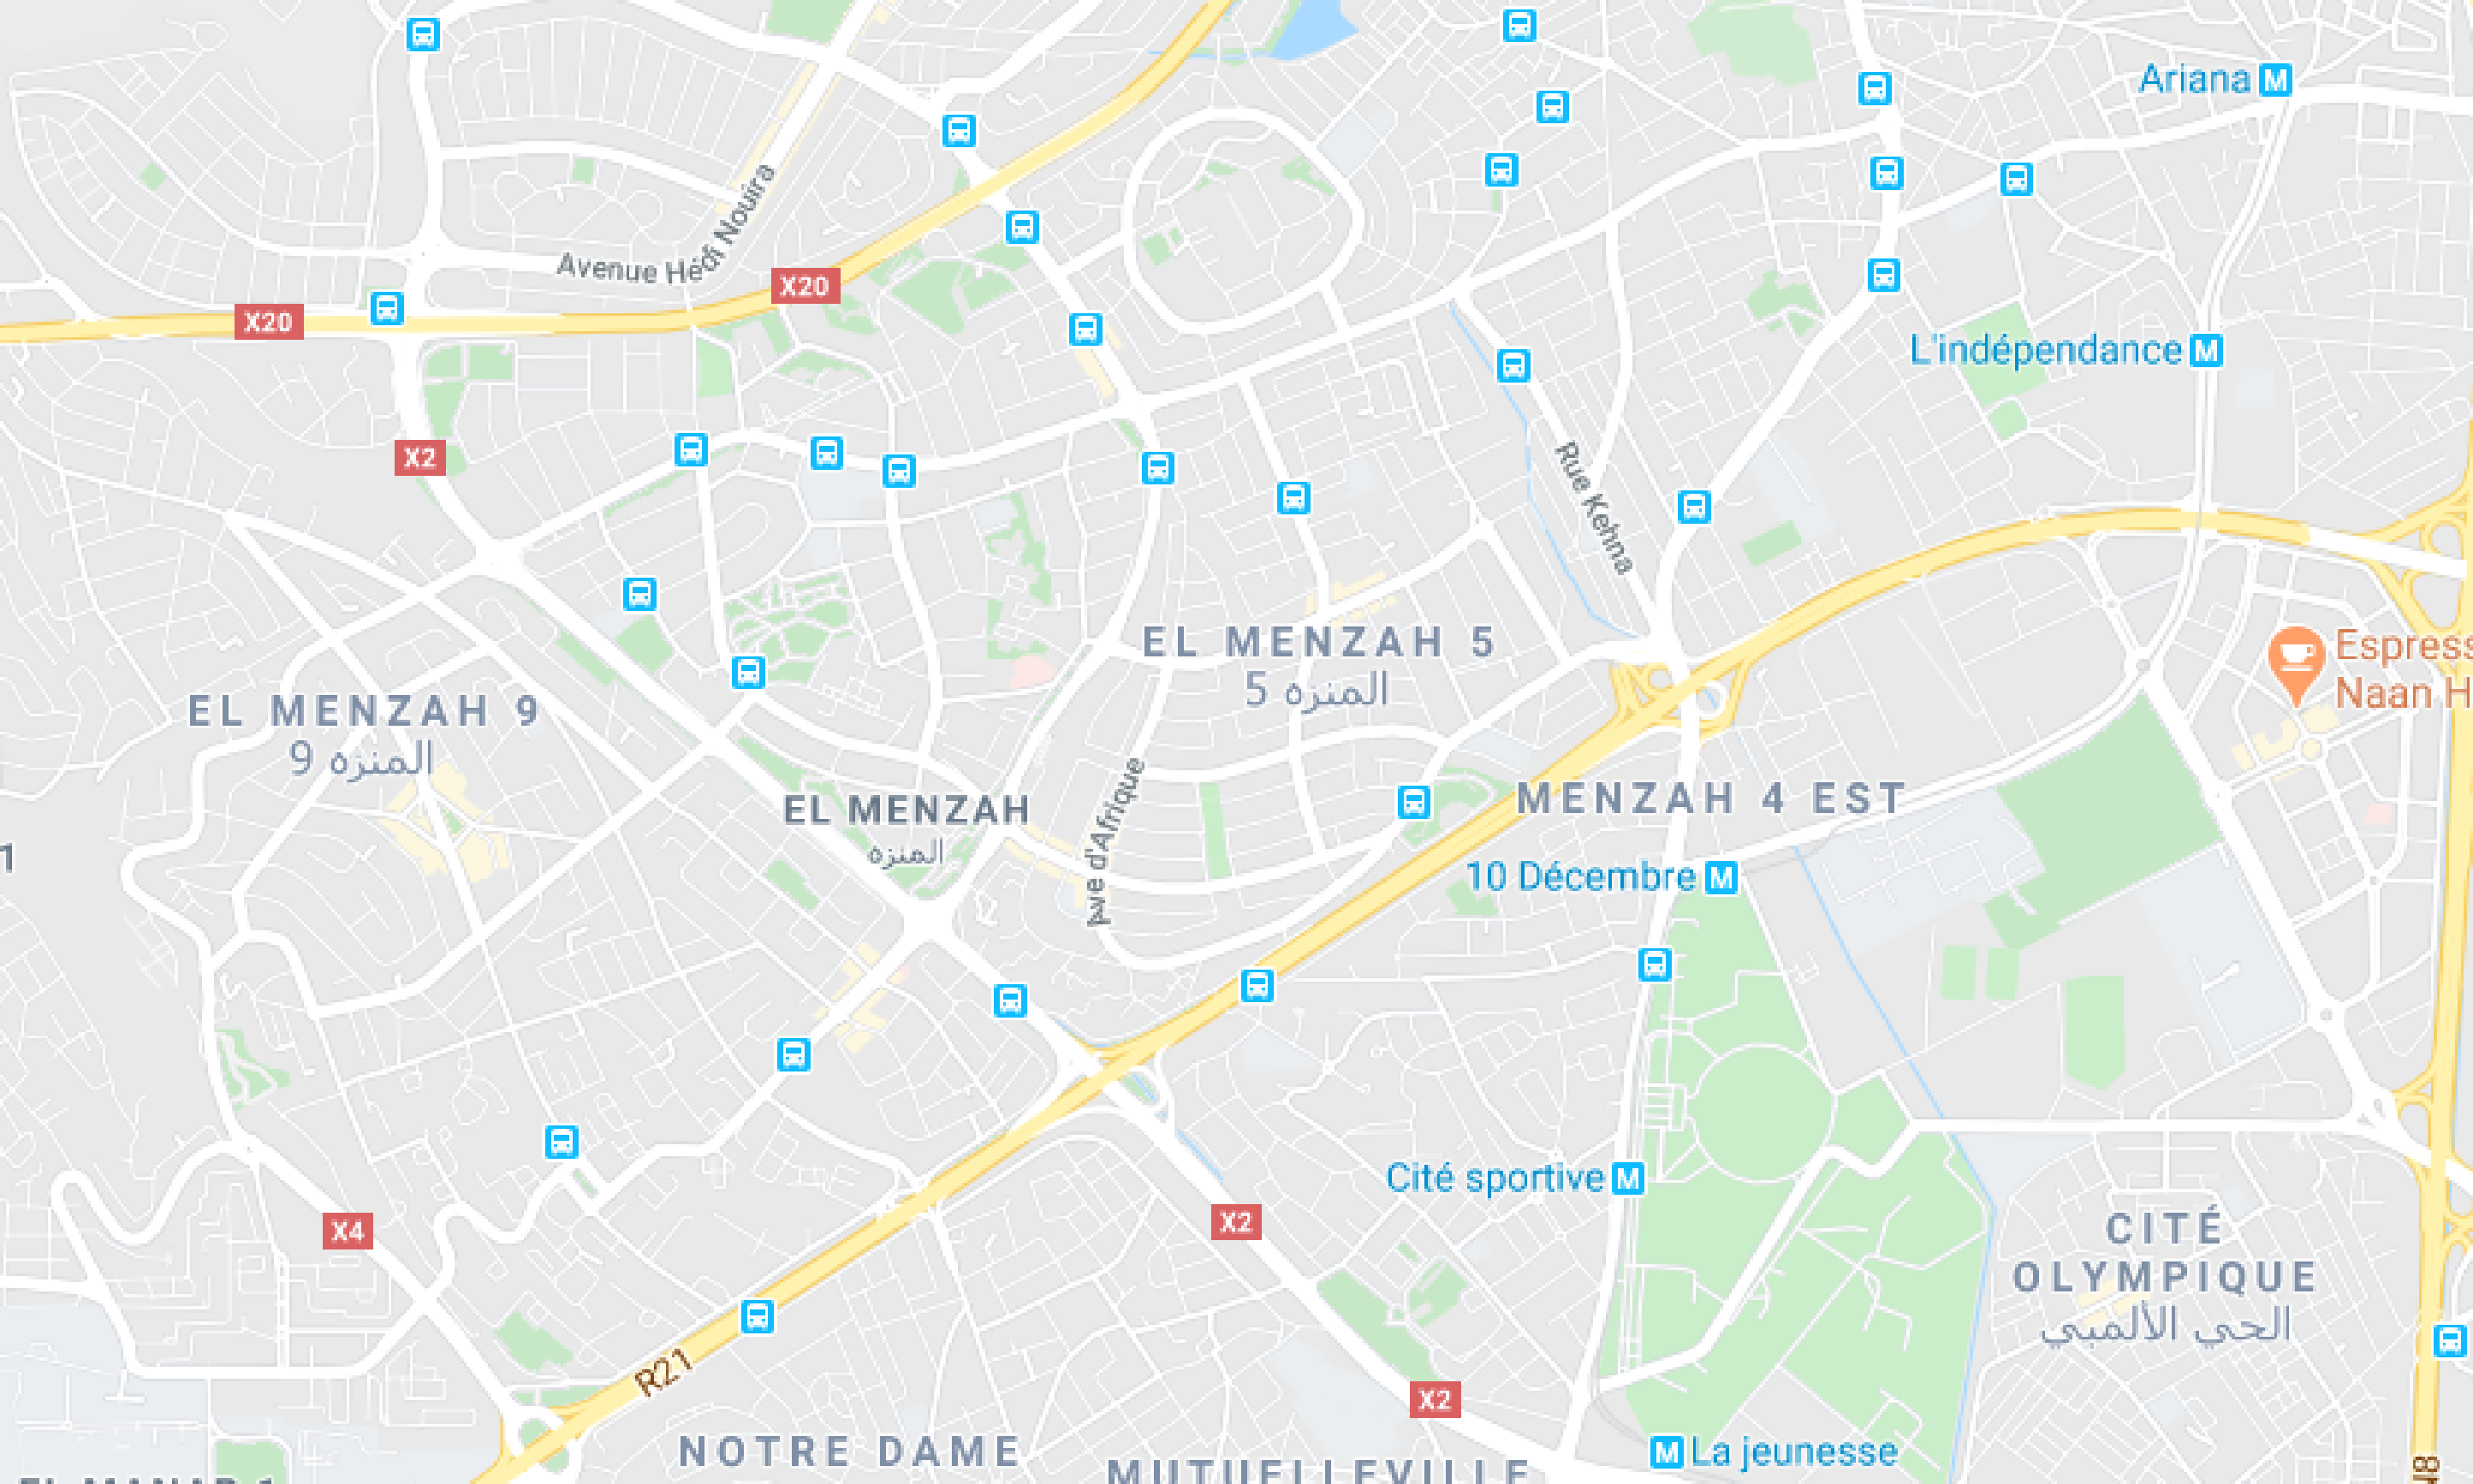 Ariana M
Avenue Hédi Nouira
X20
X20
L'indépendance M
X2
Rue Kehna
EL MENZAH 5
المنزه 5
Espress
Naan H
EL MENZAH 9
المنزه 9
EL MENZAH
المنزه
MENZAH 4 EST
1
10 Décembre M
Cité sportive M
X4
X2
CITÉ
OLYMPIQUE
الحي الألمبي
R21
X2
NOTRE DAME
M La jeunesse
MUTUELLEVILLE